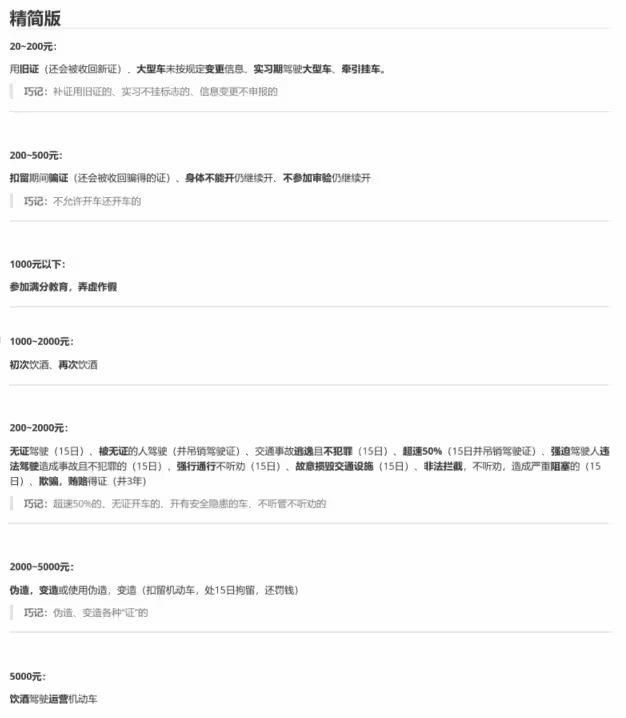 精简版
20~200元：
用旧证（还会被收回新证）、大型车未按规定变更信息、实习期驾驶大型车、牵引挂车。
巧记：补证用旧证的、实习不挂标志的、信息变更不申报的
200~500元：
扣留期间骗证（还会被收回骗得的证）、身体不能开仍继续开、不参加审验仍继续开
巧记：不允许开车还开车的
1000元以下：
参加满分教育，弄虚作假
1000~2000元：
初次饮酒、再次饮酒
200~2000元：
无证驾驶（15日）、被无证的人驾驶（并吊销驾驶证）、交通事故逃逸且不犯罪（15日）、超速50%（15日并吊销驾驶证）、强迫驾驶人违
法驾驶造成事故且不犯罪的（15日）、强行通行不听劝（15日）、故意损毁交通设施（15日）、非法拦截，不听劝，造成严重阻塞的（15
日）、欺骗，贿赂得证（并3年）
巧记：超速50%的、无证开车的、开有安全隐患的车、不听管不听劝的
2000~5000元：
伪造，变造或使用伪造，变造（扣留机动车，处15日拘留，还罚钱）
巧记：伪造、变造各种“证”的
5000元：
饮酒驾驶运营机动车